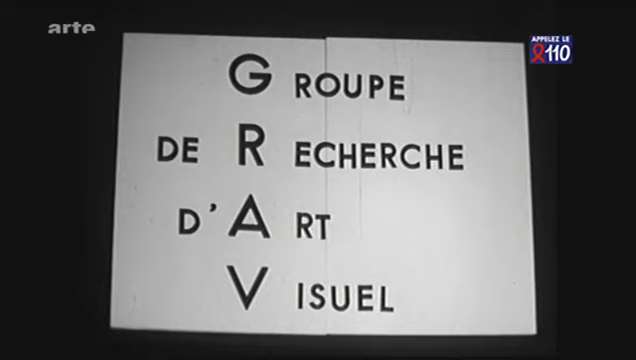 arte
APPELEZ LE
110
GROUPE
DE RECHERCHE
D'ART
VISUEL